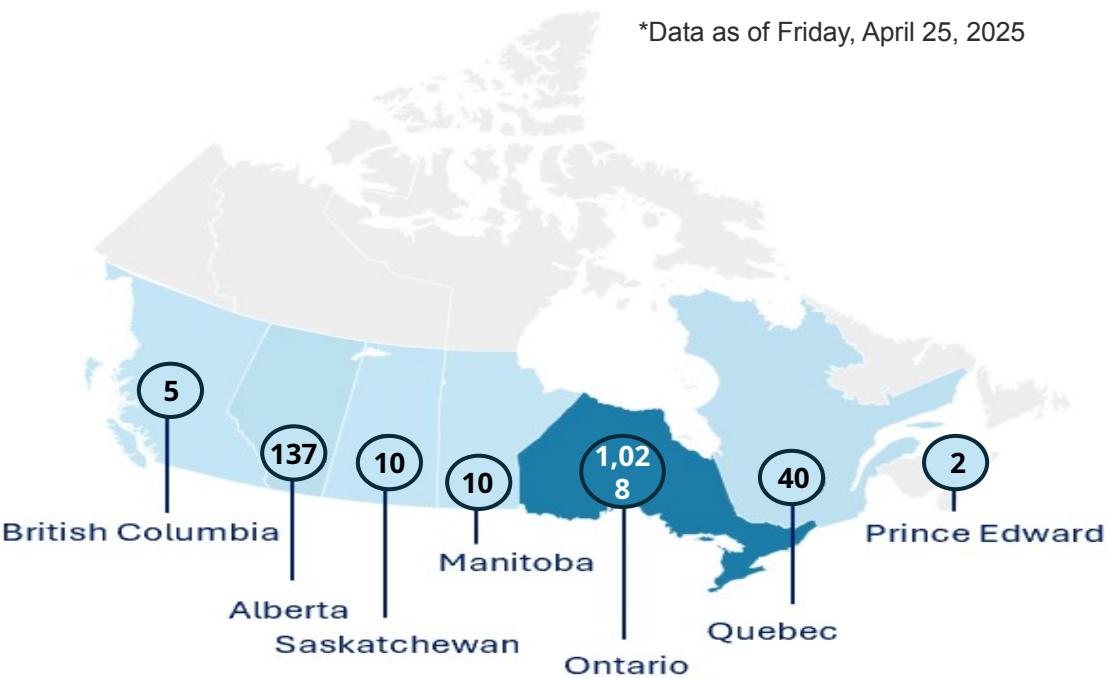 *Data as of Friday, April 25, 2025
5
137
10
10
1,02
8
40
2
British Columbia
Alberta
Saskatchewan
Manitoba
Ontario
Quebec
Prince Edward